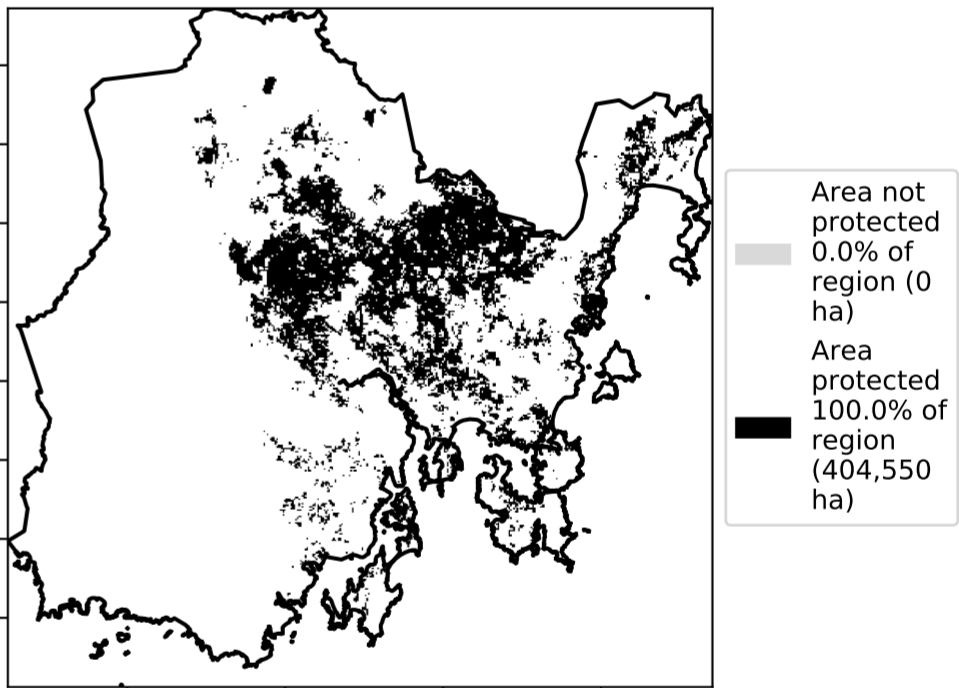 Area not
protected
0.0% of
region (0
ha)
Area
protected
100.0% of
region
(404,550
ha)